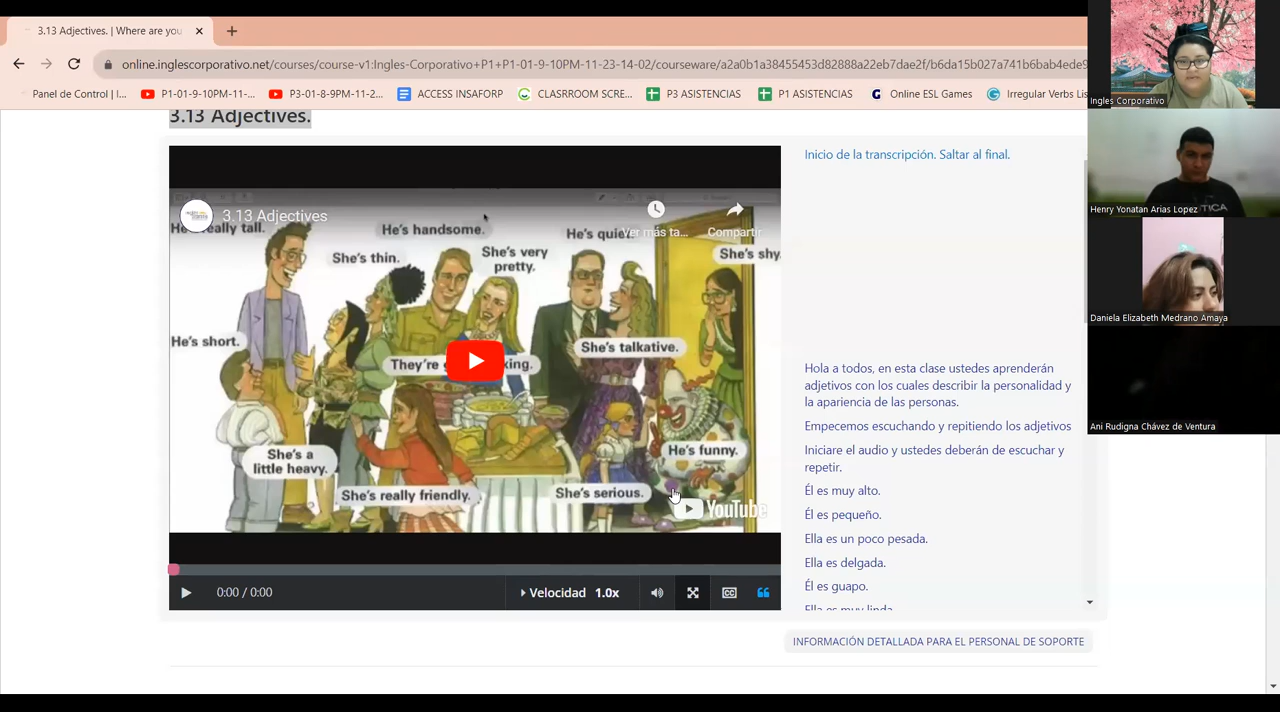 3.13 Adjectives. | Where are you
online.inglescorporativo.net/courses/course-v1:Ingles-Corporativo+P1+P1-01-9-10PM-11-23-14-02/courseware/a2a0b1a38455453d82888a22eb7dae2f/b6da15b027a741b6bab4ede9
Panel de Control | I...
P1-01-9-10PM-11-...
P3-01-8-9PM-11-2...
ACCESS INSAFORP
CLASRROOM SCRE...
P3 ASISTENCIAS
P1 ASISTENCIAS
Online ESL Games
Irregular Verbs Lis
3.13 Adjectives.
3.13 Adjectives
Ver más ta...
Compartir
really tall.
He's handsome.
He's quiet.
She's thin.
She's very
pretty.
She's shy.
He's short.
They're
She's talkative.
She's a
little heavy.
He's funny.
She's really friendly.
She's serious.
YouTube
0:00 / 0:00
Velocidad 1.0x
Inicio de la transcripción. Saltar al final.
Hola a todos, en esta clase ustedes aprenderán
adjetivos con los cuales describir la personalidad y
la apariencia de las personas.
Empecemos escuchando y repitiendo los adjetivos
Iniciare el audio y ustedes deberán de escuchar y
repetir.
Él es muy alto.
Él es pequeño.
Ella es un poco pesada.
Ella es delgada.
Él es guapo.
Ella es muy linda.
INFORMACIÓN DETALLADA PARA EL PERSONAL DE SOPORTE
Ingles Corporativo
Henry Yonatan Arias Lopez
Daniela Elizabeth Medrano Amaya
Ani Rudigna Chávez de Ventura